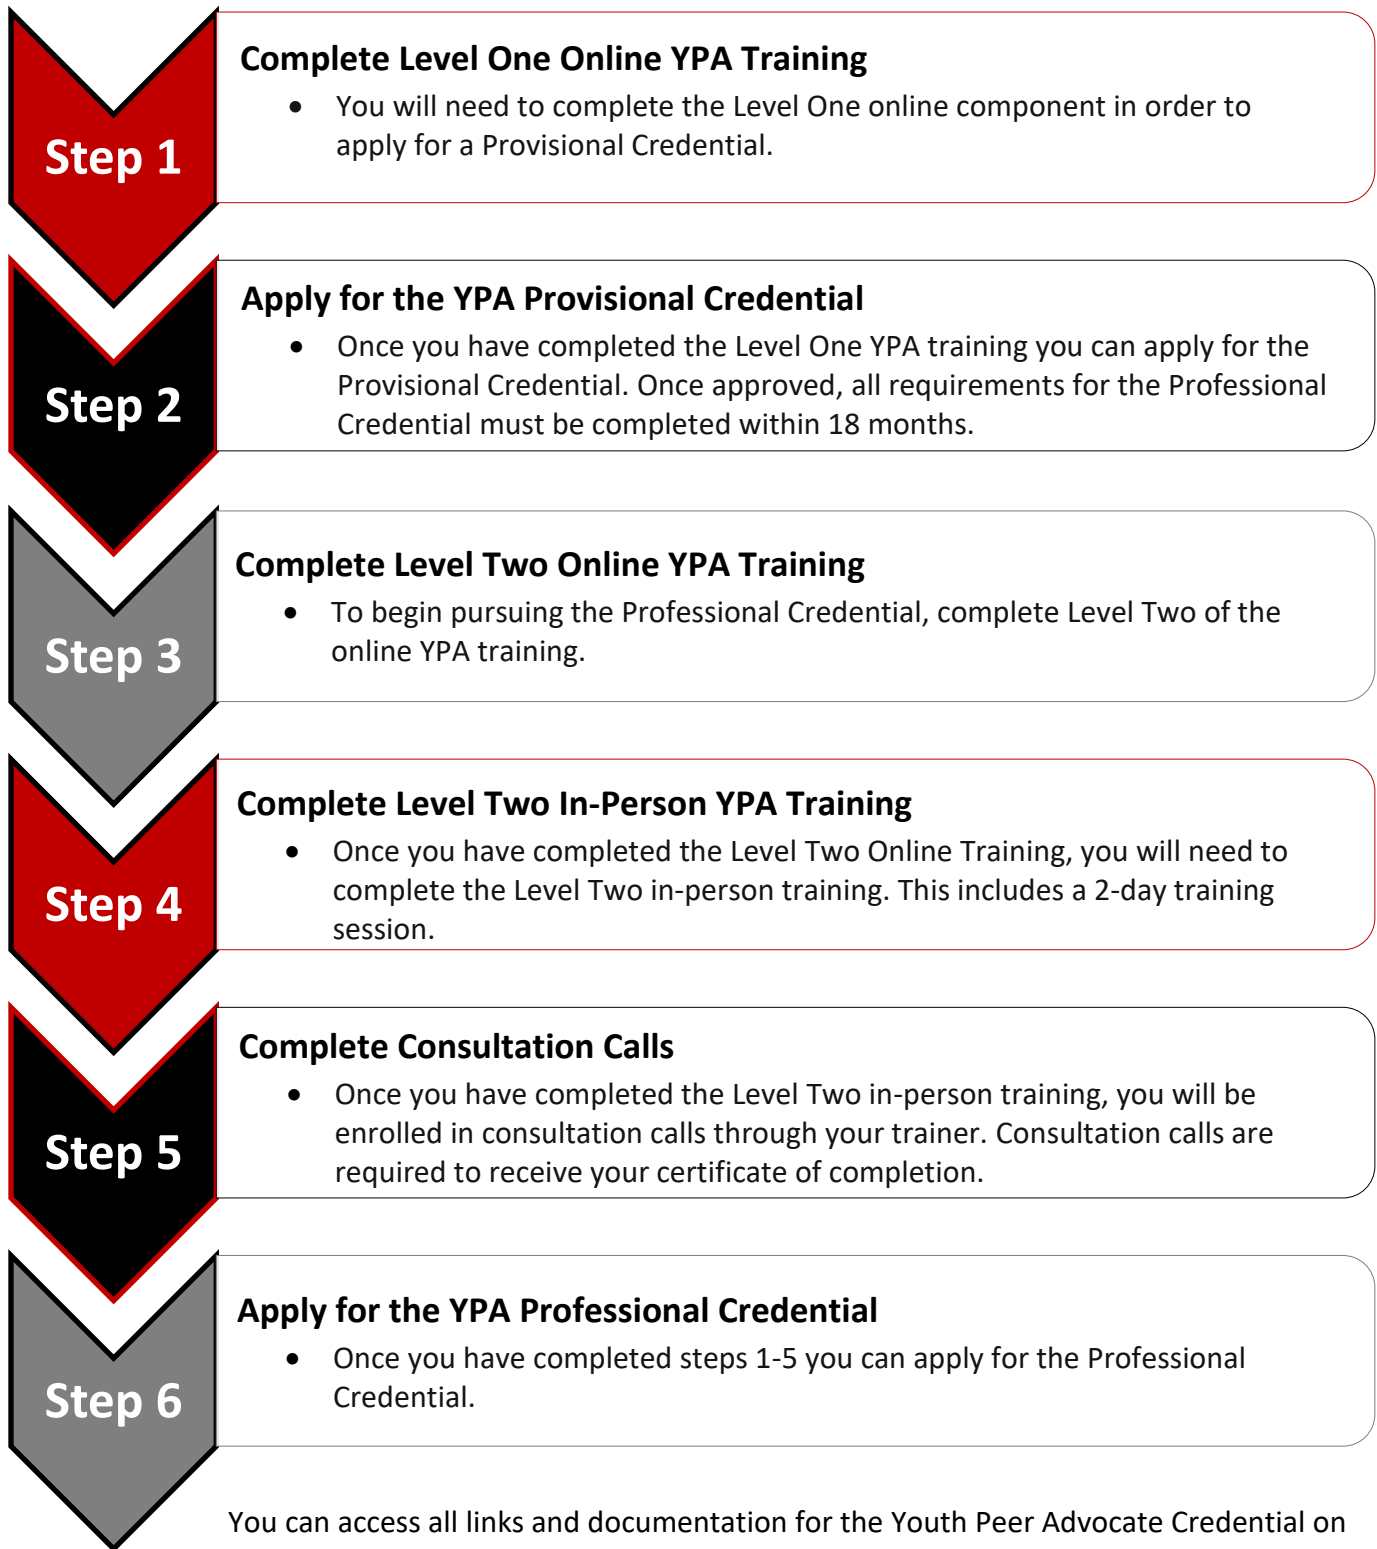 Step 1
Complete Level One Online YPA Training
• You will need to complete the Level One online component in order to
apply for a Provisional Credential.
Step 2
Apply for the YPA Provisional Credential
• Once you have completed the Level One YPA training you can apply for the
Provisional Credential. Once approved, all requirements for the Professional
Credential must be completed within 18 months.
Step 3
Complete Level Two Online YPA Training
• To begin pursuing the Professional Credential, complete Level Two of the
online YPA training.
Step 4
Complete Level Two In-Person YPA Training
• Once you have completed the Level Two Online Training, you will need to
complete the Level Two in-person training. This includes a 2-day training
session.
Step 5
Complete Consultation Calls
• Once you have completed the Level Two in-person training, you will be
enrolled in consultation calls through your trainer. Consultation calls are
required to receive your certificate of completion.
Step 6
Apply for the YPA Professional Credential
• Once you have completed steps 1-5 you can apply for the Professional
Credential.
You can access all links and documentation for the Youth Peer Advocate Credential on